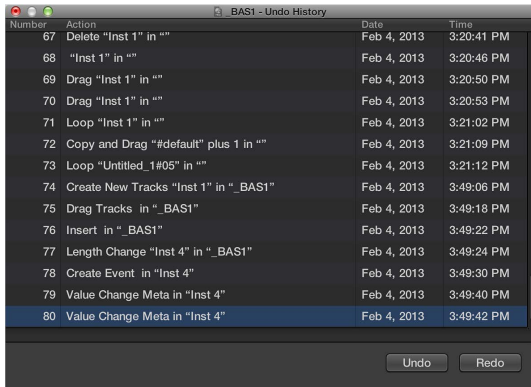 _BAS1 - Undo History
Number Action Date Time
67 Delete “Inst 1” in “” Feb 4, 2013 3:20:41 PM
68 “Inst 1” in “” Feb 4, 2013 3:20:46 PM
69 Drag “Inst 1” in “” Feb 4, 2013 3:20:50 PM
70 Drag “Inst 1” in “” Feb 4, 2013 3:20:53 PM
71 Loop “Inst 1” in “” Feb 4, 2013 3:21:02 PM
72 Copy and Drag “#default” plus 1 in “” Feb 4, 2013 3:21:09 PM
73 Loop “Untitled_1#05” in “” Feb 4, 2013 3:21:12 PM
74 Create New Tracks “Inst 1” in “_BAS1” Feb 4, 2013 3:49:06 PM
75 Drag Tracks in “_BAS1” Feb 4, 2013 3:49:18 PM
76 Insert in “_BAS1” Feb 4, 2013 3:49:22 PM
77 Length Change “Inst 4” in “_BAS1” Feb 4, 2013 3:49:24 PM
78 Create Event in “Inst 4” Feb 4, 2013 3:49:30 PM
79 Value Change Meta in “Inst 4” Feb 4, 2013 3:49:40 PM
80 Value Change Meta in “Inst 4” Feb 4, 2013 3:49:42 PM
Undo Redo